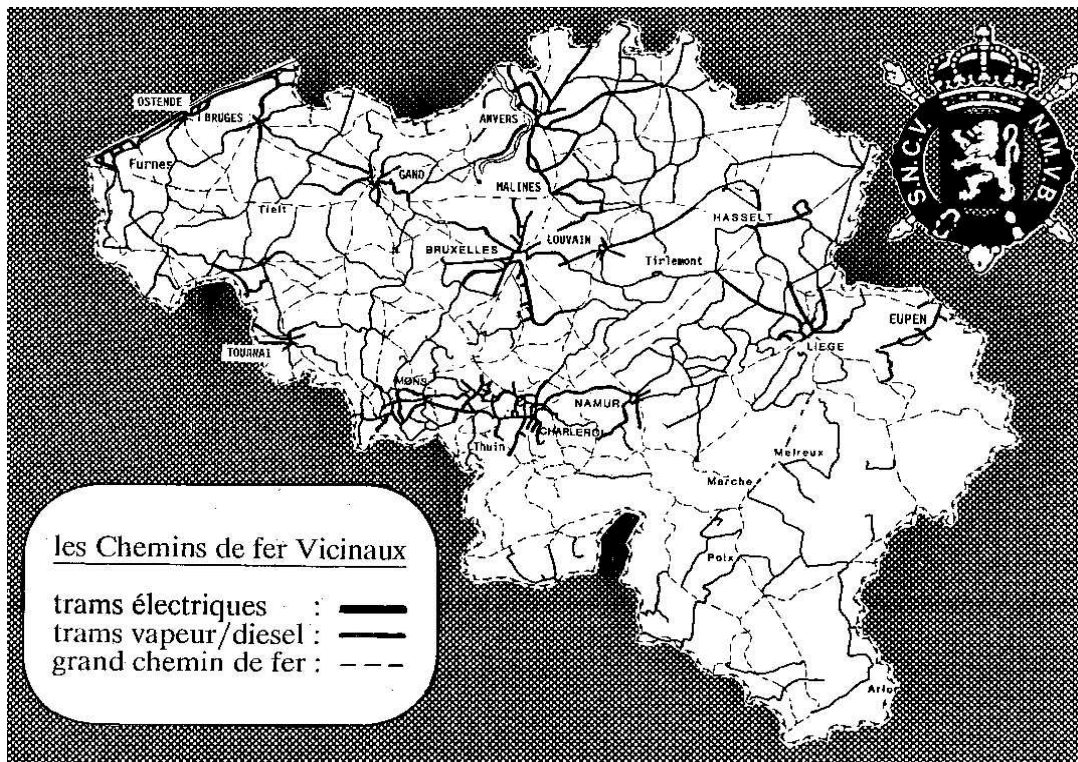 OSTENDE
BRUGES
ANVERS
Furnes
GAND
MALINES
Tielt
HASSELT
BRUXELLES
LOUVAIN
Tirlemont
EUPEN
LIEGE
TOURNAI
MONS
NAMUR
CHARLEROI
Thuin
Melreux
Marche
Poix
Arlon
S.N.C.V.
N.M.V.B
les Chemins de fer Vicinaux
trams électriques :
trams vapeur/diesel :
grand chemin de fer :